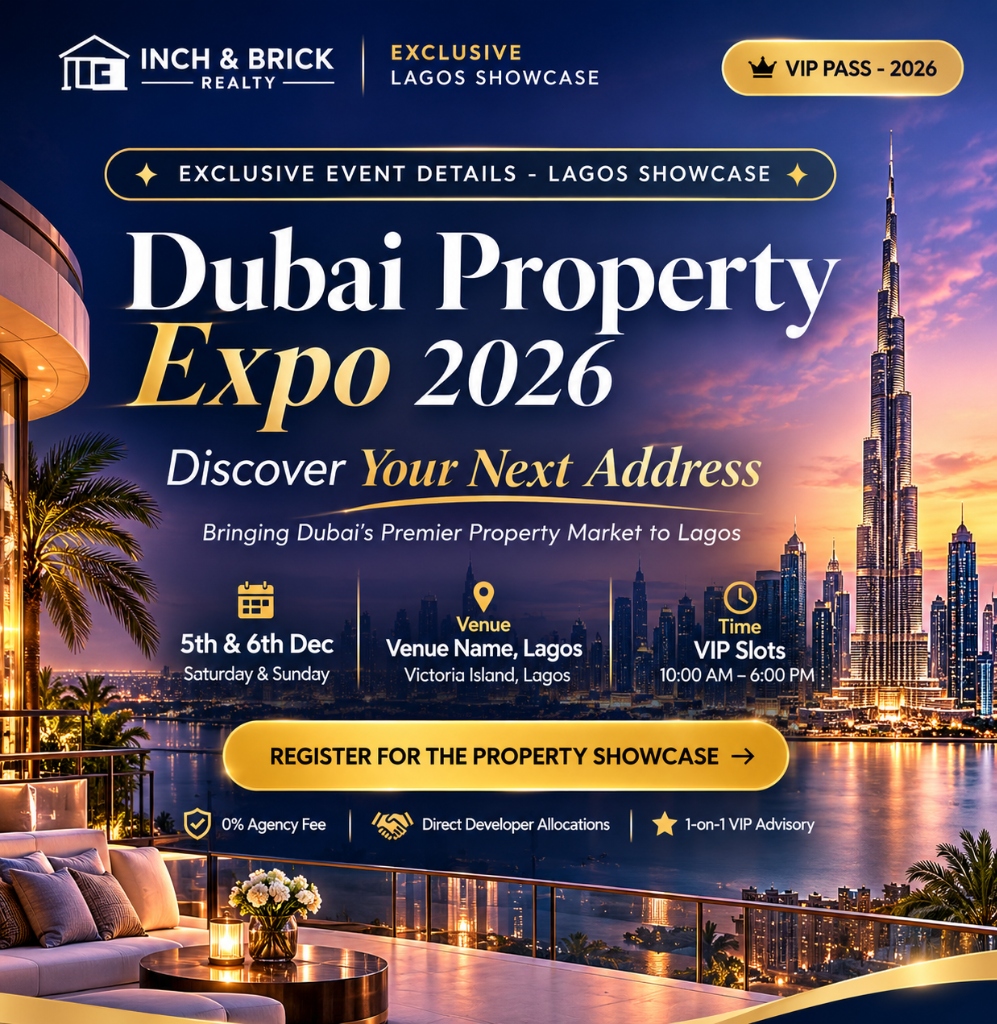 INCH & BRICK
REALTY
EXCLUSIVE
LAGOS SHOWCASE
VIP PASS - 2026
EXCLUSIVE EVENT DETAILS - LAGOS SHOWCASE
Dubai Property
Expo 2026
Discover Your Next Address
Bringing Dubai's Premier Property Market to Lagos
5th & 6th Dec
Saturday & Sunday
Venue
Venue Name, Lagos
Victoria Island, Lagos
Time
VIP Slots
10:00 AM – 6:00 PM
REGISTER FOR THE PROPERTY SHOWCASE →
0% Agency Fee
Direct Developer Allocations
1-on-1 VIP Advisory